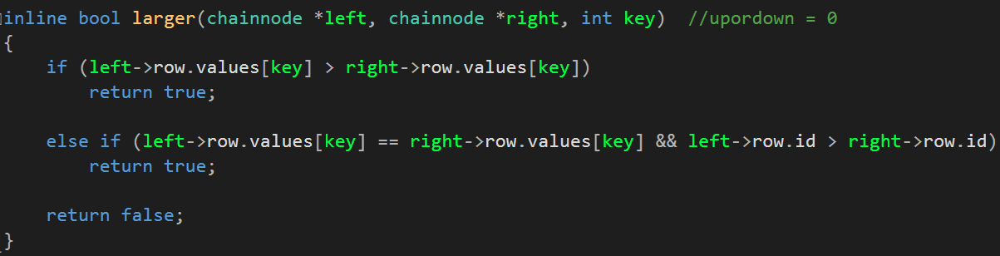 inline bool larger(chainnode *left, chainnode *right, int key)  //upordown = 0
{
    if (left->row.values[key] > right->row.values[key])
        return true;

    else if (left->row.values[key] == right->row.values[key] && left->row.id > right->row.id)
        return true;

    return false;
}